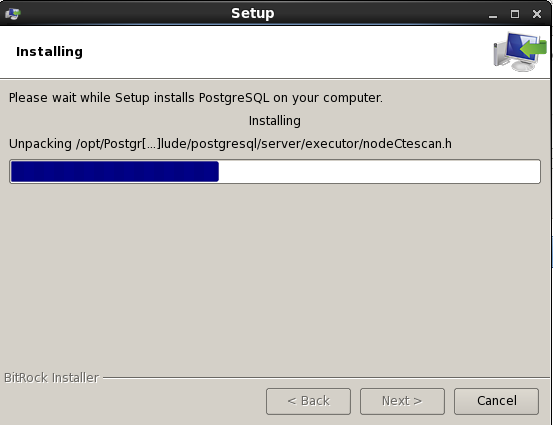 Setup
Installing
Please wait while Setup installs PostgreSQL on your computer.
Installing
Unpacking /opt/Postgr[...]lude/postgresql/server/executor/nodeCtescan.h
BitRock Installer
< Back
Next >
Cancel